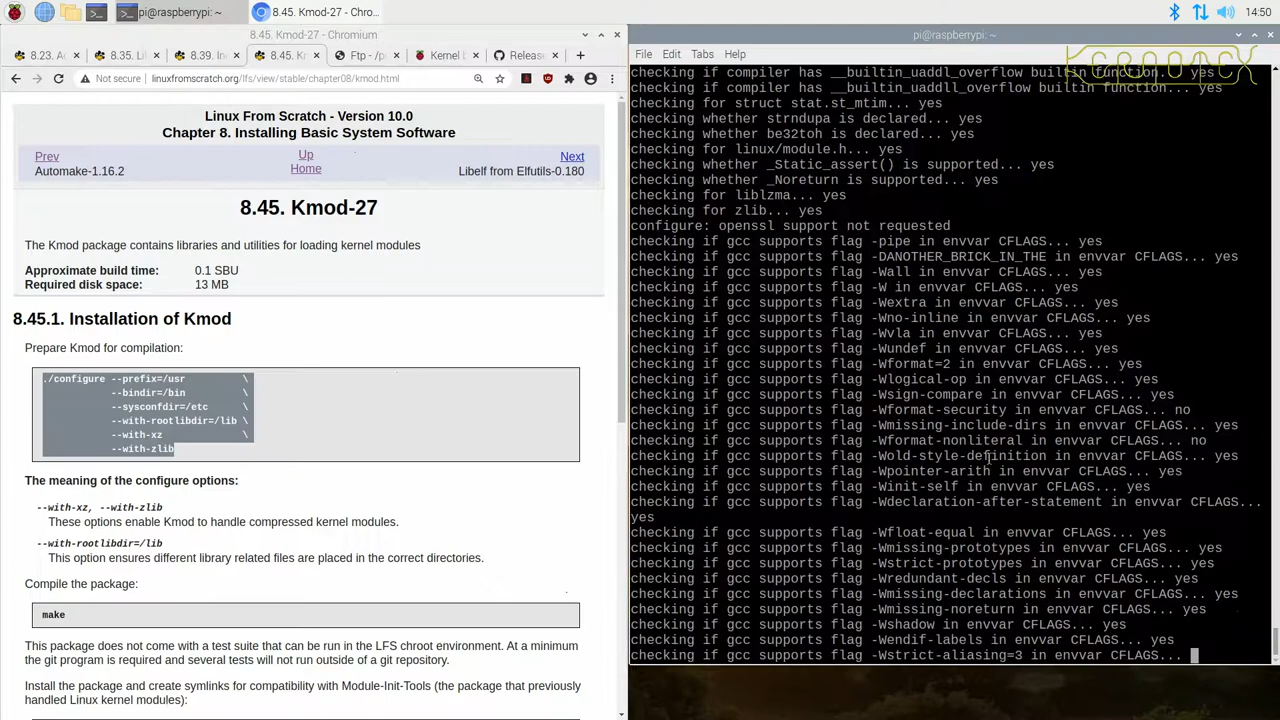 pi@raspberrypi: ~
8.45. Kmod-27 - Chro...
14:50
8.45. Kmod-27 - Chromium
8.23. A
8.35. Li
8.39. In
8.45. K
Ftp - /p
Kernel b
Release
Not secure | linuxfromscratch.org/lfs/view/stable/chapter08/kmod.html
Linux From Scratch - Version 10.0
Chapter 8. Installing Basic System Software
Prev
Up
Next
Automake-1.16.2
Home
Libelf from Elfutils-0.180
8.45. Kmod-27
The Kmod package contains libraries and utilities for loading kernel modules
Approximate build time: 0.1 SBU
Required disk space: 13 MB
8.45.1. Installation of Kmod
Prepare Kmod for compilation:
./configure --prefix=/usr \
--bindir=/bin \
--sysconfdir=/etc \
--with-rootlibdir=/lib \
--with-xz \
--with-zlib
The meaning of the configure options:
--with-xz, --with-zlib
These options enable Kmod to handle compressed kernel modules.
--with-rootlibdir=/lib
This option ensures different library related files are placed in the correct directories.
Compile the package:
make
This package does not come with a test suite that can be run in the LFS chroot environment. At a minimum
the git program is required and several tests will not run outside of a git repository.
Install the package and create symlinks for compatibility with Module-Init-Tools (the package that previously
handled Linux kernel modules):
pi@raspberrypi: ~
File Edit Tabs Help
checking if compiler has __builtin_uaddl_overflow builtin function... yes
checking if compiler has __builtin_uaddll_overflow builtin function... yes
checking for struct stat.st_mtim... yes
checking whether strndupa is declared... yes
checking whether be32toh is declared... yes
checking for linux/module.h... yes
checking whether _Static_assert() is supported... yes
checking whether _Noreturn is supported... yes
checking for liblzma... yes
checking for zlib... yes
configure: openssl support not requested
checking if gcc supports flag -pipe in envvar CFLAGS... yes
checking if gcc supports flag -DANOTHER_BRICK_IN_THE in envvar CFLAGS... yes
checking if gcc supports flag -Wall in envvar CFLAGS... yes
checking if gcc supports flag -W in envvar CFLAGS... yes
checking if gcc supports flag -Wextra in envvar CFLAGS... yes
checking if gcc supports flag -Wno-inline in envvar CFLAGS... yes
checking if gcc supports flag -Wvla in envvar CFLAGS... yes
checking if gcc supports flag -Wundef in envvar CFLAGS... yes
checking if gcc supports flag -Wformat=2 in envvar CFLAGS... yes
checking if gcc supports flag -Wlogical-op in envvar CFLAGS... yes
checking if gcc supports flag -Wsign-compare in envvar CFLAGS... yes
checking if gcc supports flag -Wformat-security in envvar CFLAGS... no
checking if gcc supports flag -Wmissing-include-dirs in envvar CFLAGS... yes
checking if gcc supports flag -Wformat-nonliteral in envvar CFLAGS... no
checking if gcc supports flag -Wold-style-definition in envvar CFLAGS... yes
checking if gcc supports flag -Wpointer-arith in envvar CFLAGS... yes
checking if gcc supports flag -Winit-self in envvar CFLAGS... yes
checking if gcc supports flag -Wdeclaration-after-statement in envvar CFLAGS...
yes
checking if gcc supports flag -Wfloat-equal in envvar CFLAGS... yes
checking if gcc supports flag -Wmissing-prototypes in envvar CFLAGS... yes
checking if gcc supports flag -Wstrict-prototypes in envvar CFLAGS... yes
checking if gcc supports flag -Wredundant-decls in envvar CFLAGS... yes
checking if gcc supports flag -Wmissing-declarations in envvar CFLAGS... yes
checking if gcc supports flag -Wmissing-noreturn in envvar CFLAGS... yes
checking if gcc supports flag -Wshadow in envvar CFLAGS... yes
checking if gcc supports flag -Wendif-labels in envvar CFLAGS... yes
checking if gcc supports flag -Wstrict-aliasing=3 in envvar CFLAGS...